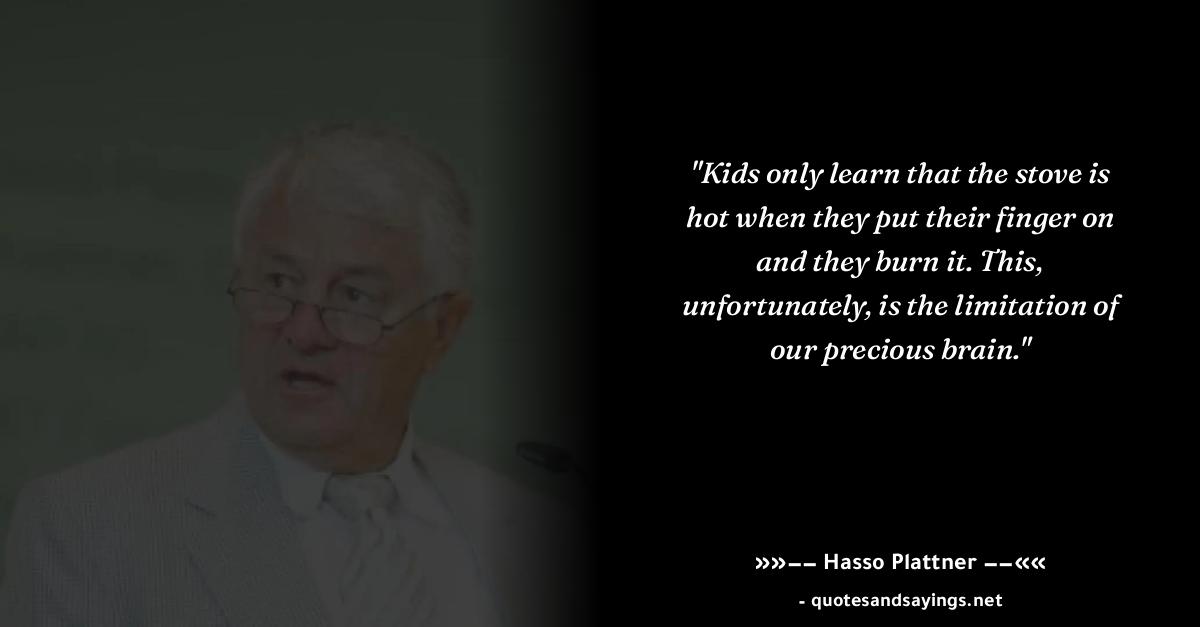 "Kids only learn that the stove is
hot when they put their finger on
and they burn it. This,
unfortunately, is the limitation of
our precious brain."
»»–– Hasso Plattner ––««
- quotesandsayings.net